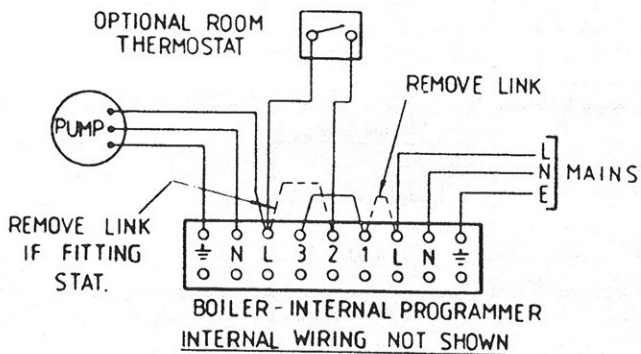 OPTIONAL ROOM
THERMOSTAT
REMOVE LINK
PUMP
L
N
E
MAINS
REMOVE LINK
IF FITTING
STAT.
⏚ N L 3 2 1 L N ⏚
BOILER - INTERNAL PROGRAMMER
INTERNAL WIRING NOT SHOWN